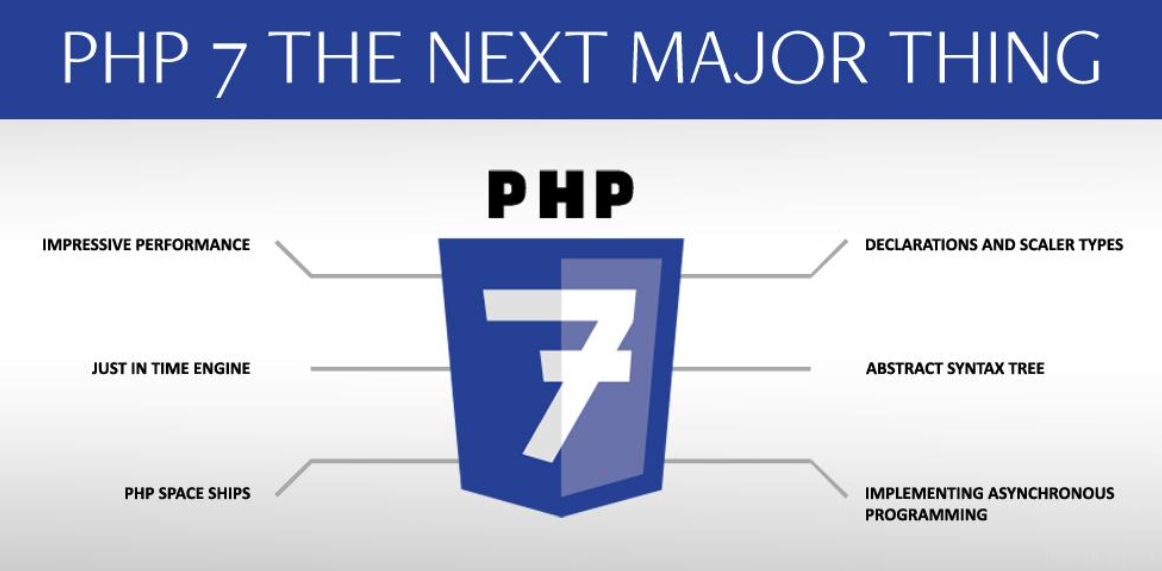 PHP 7 THE NEXT MAJOR THING
PHP
7
IMPRESSIVE PERFORMANCE
JUST IN TIME ENGINE
PHP SPACE SHIPS
DECLARATIONS AND SCALER TYPES
ABSTRACT SYNTAX TREE
IMPLEMENTING ASYNCHRONOUS
PROGRAMMING